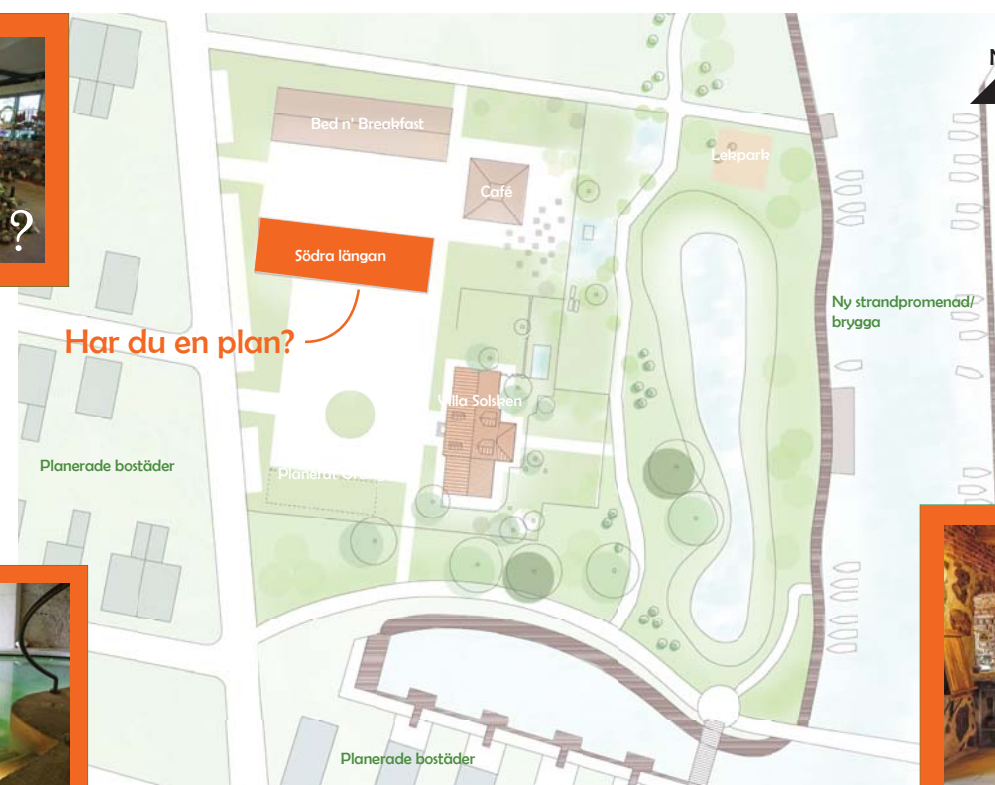 N
Bed n' Breakfast
Lekpark
Café
?
Södra längan
Ny strandpromenad/
brygga
Har du en plan?
Villa Solsken
Planerade bostäder
Planerat
Planerade bostäder